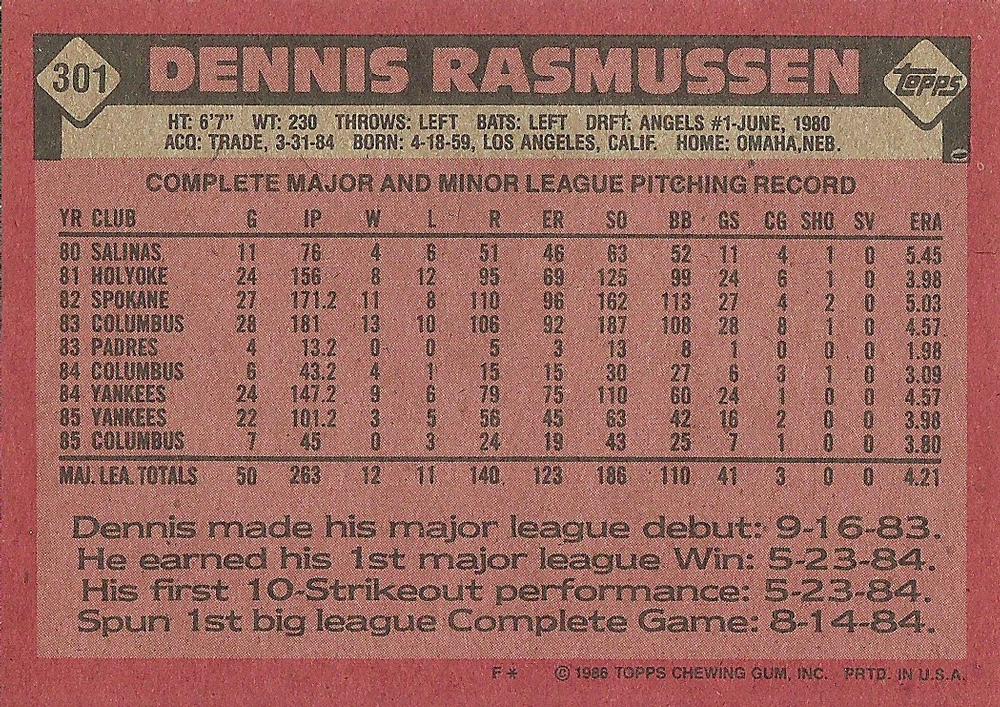 301 DENNIS RASMUSSEN Topps
HT: 6'7" WT: 230 THROWS: LEFT BATS: LEFT DRFT: ANGELS #1-JUNE, 1980
ACQ: TRADE, 3-31-84 BORN: 4-18-59, LOS ANGELES, CALIF. HOME: OMAHA, NEB.
COMPLETE MAJOR AND MINOR LEAGUE PITCHING RECORD
YR CLUB G IP W L R ER SO BB GS CG SHO SV ERA
80 SALINAS 11 76 4 6 51 46 63 52 11 4 1 0 5.45
81 HOLYOKE 24 156 8 12 95 69 125 99 24 6 1 0 3.98
82 SPOKANE 27 171.2 11 8 110 96 162 113 27 4 2 0 5.03
83 COLUMBUS 28 181 13 10 106 92 187 108 28 8 1 0 4.57
83 PADRES 4 13.2 0 0 5 3 13 8 1 0 0 0 1.98
84 COLUMBUS 6 43.2 4 1 15 15 30 27 6 3 1 0 3.09
84 YANKEES 24 147.2 9 6 79 75 110 60 24 1 0 0 4.57
85 YANKEES 22 101.2 3 5 56 45 63 42 16 2 0 0 3.98
85 COLUMBUS 7 45 0 3 24 19 43 25 7 1 0 0 3.80
MAJ. LEA. TOTALS 50 263 12 11 140 123 186 110 41 3 0 0 4.21
Dennis made his major league debut: 9-16-83.
He earned his 1st major league Win: 5-23-84.
His first 10-Strikeout performance: 5-23-84.
Spun 1st big league Complete Game: 8-14-84.
F* © 1986 TOPPS CHEWING GUM, INC. PRTD. IN U.S.A.